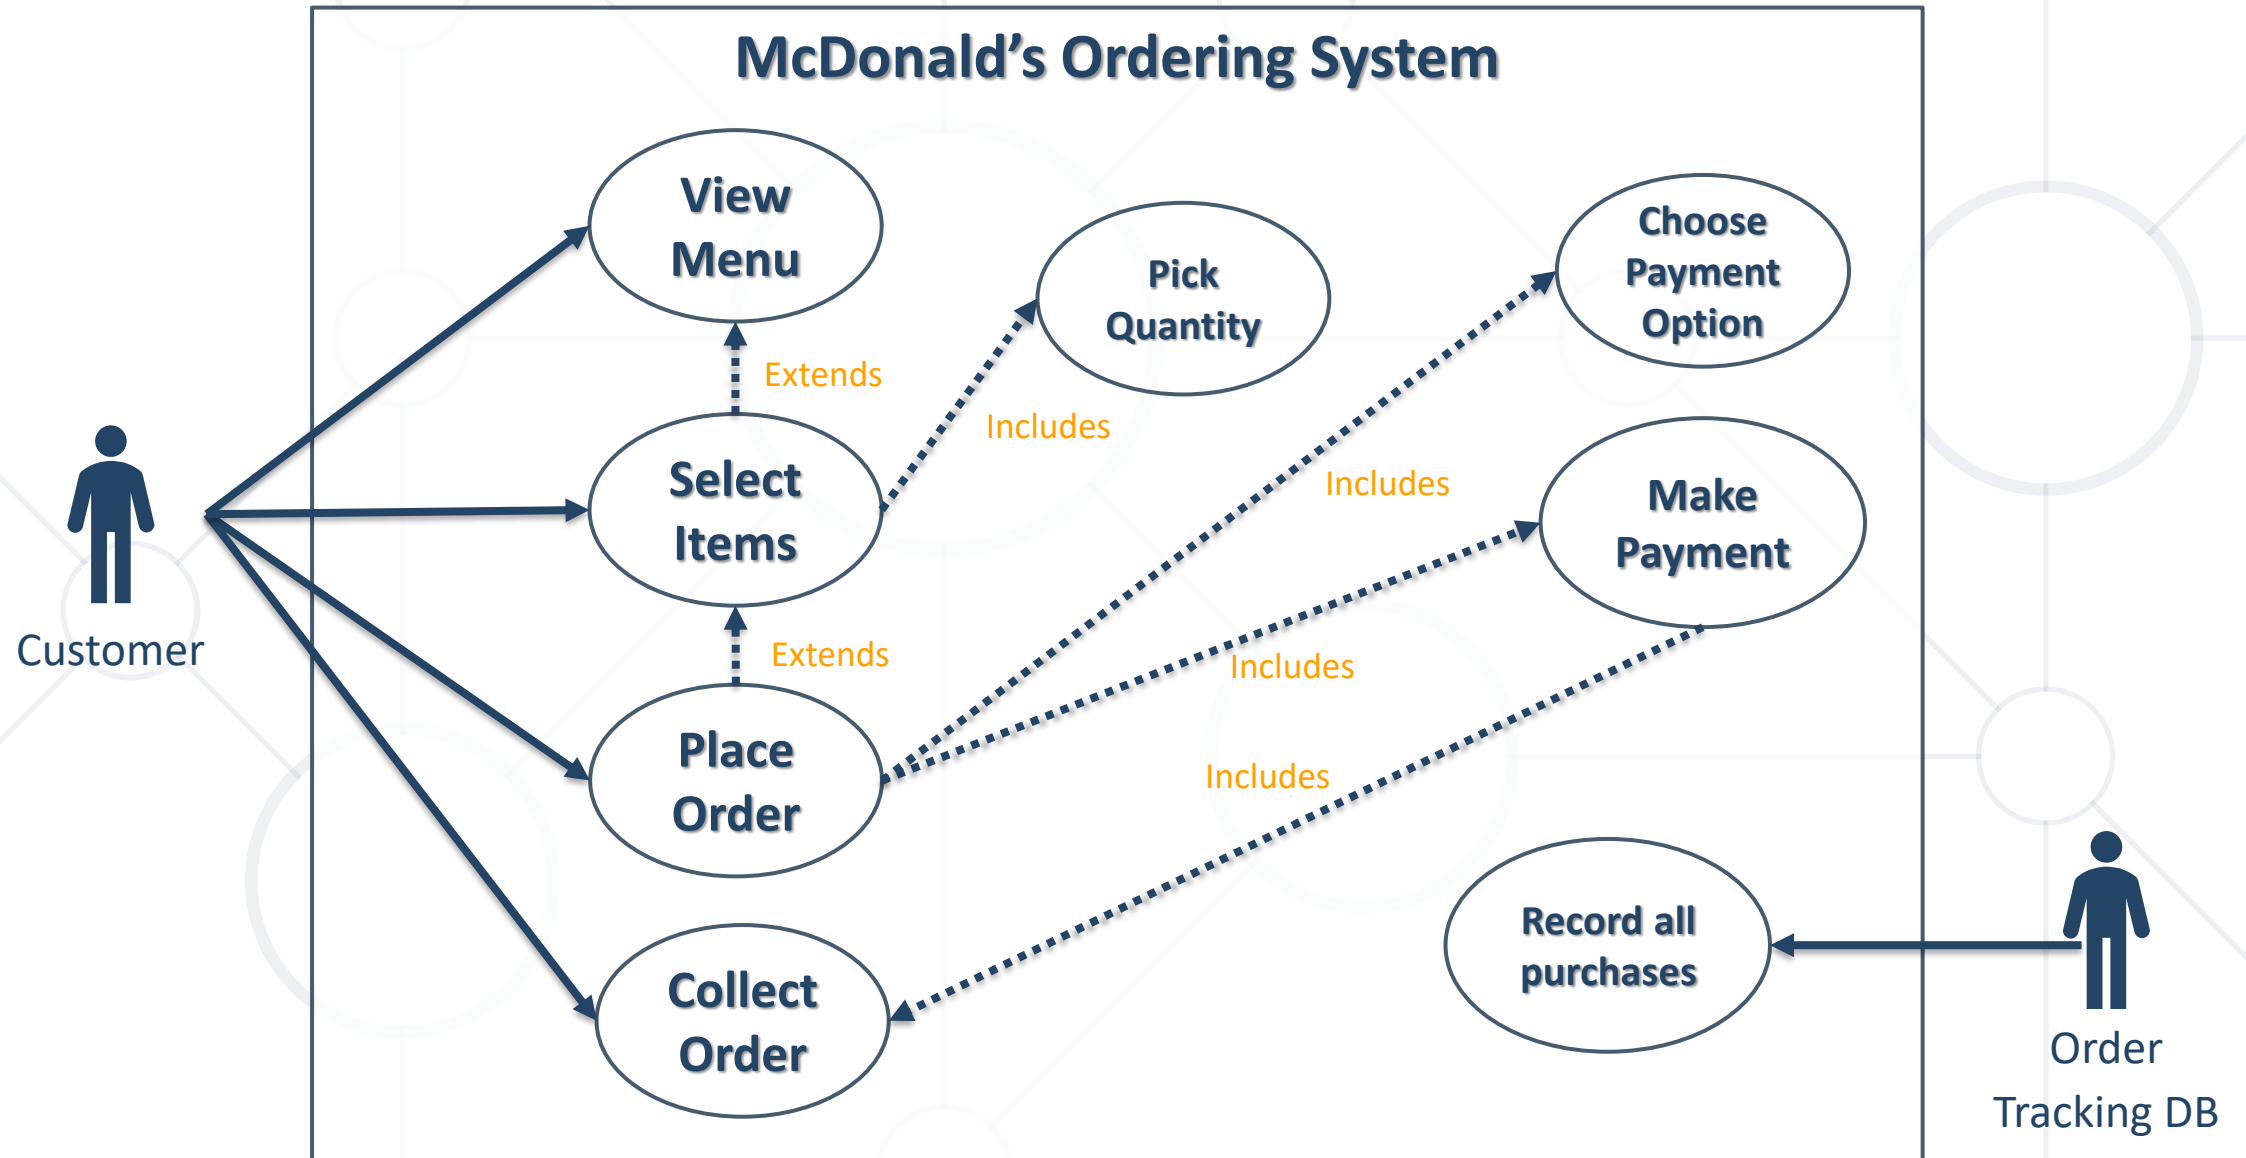 McDonald’s Ordering System
View
Menu
Pick
Quantity
Choose
Payment
Option
Extends
Includes
Select
Items
Includes
Make
Payment
Customer
Extends
Includes
Place
Order
Includes
Record all
purchases
Collect
Order
Order
Tracking DB